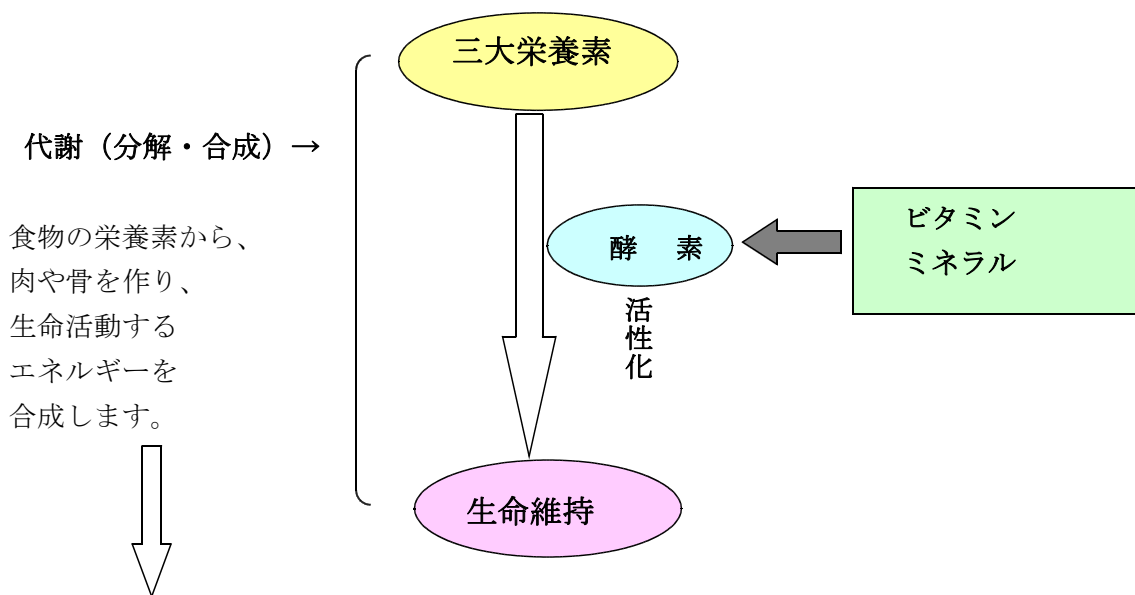 三大栄養素
代謝（分解・合成）→
食物の栄養素から、
肉や骨を作り、
生命活動する
エネルギーを
合成します。
酵　素
活性化
ビタミン
ミネラル
生命維持